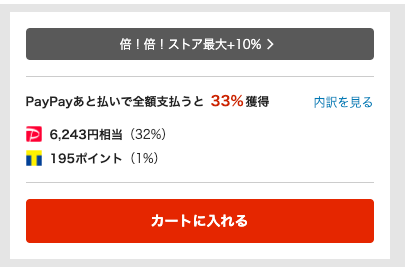 倍！倍！ストア最大+10%
PayPayあと払いで全額支払うと 33%獲得 内訳を見る
6,243円相当（32%）
195ポイント（1%）
カートに入れる